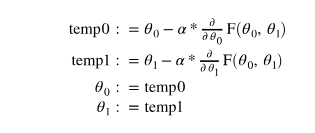 temp0 : = θ₀ − α * ∂/∂θ₀ F(θ₀, θ₁)
temp1 : = θ₁ − α * ∂/∂θ₁ F(θ₀, θ₁)
θ₀ : = temp0
θ₁ : = temp1